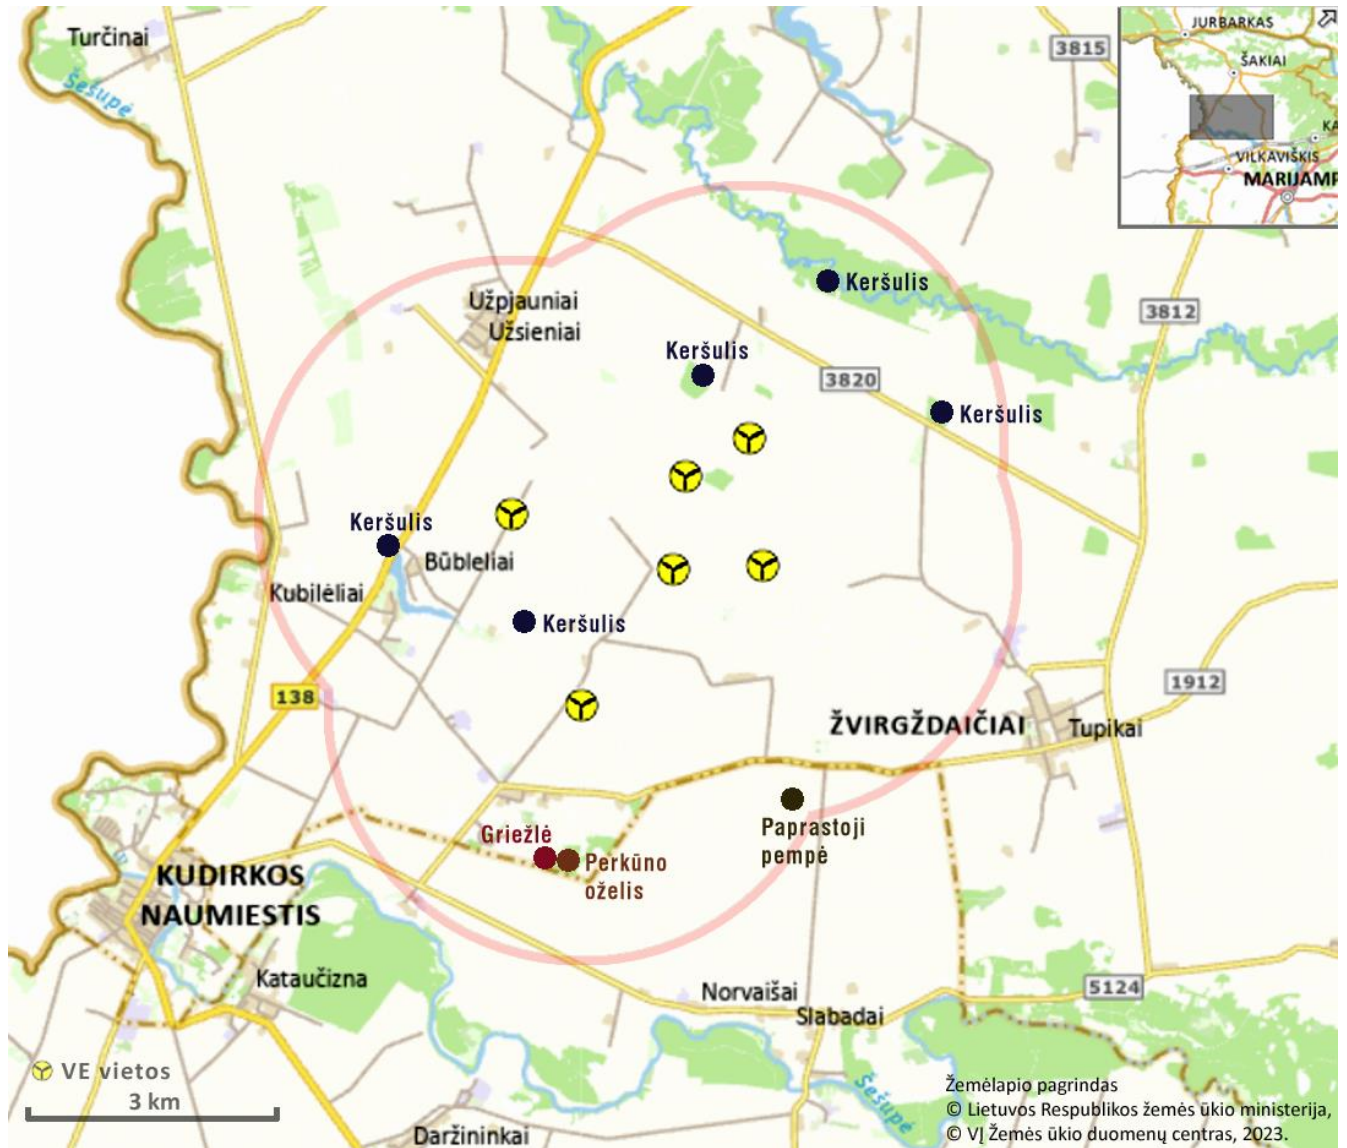 Turčinai
Šešupė
3815
JURBARKAS
ŠAKIAI
KA
VILKAVIŠKIS
MARIJAMP
Keršulis
3812
Užpjauniai
Užsieniai
Keršulis
3820
Keršulis
Keršulis
Būbleliai
Kubilėliai
Keršulis
138
1912
ŽVIRGŽDAIČIAI
Tupikai
Paprastoji
pempė
Griežlė
Perkūno
oželis
KUDIRKOS
NAUMIESTIS
Kataučizna
Norvaišai
Slabadai
5124
Šešupė
VE vietos
3 km
Daržininkai
Žemėlapio pagrindas
© Lietuvos Respublikos žemės ūkio ministerija,
© VĮ Žemės ūkio duomenų centras, 2023.